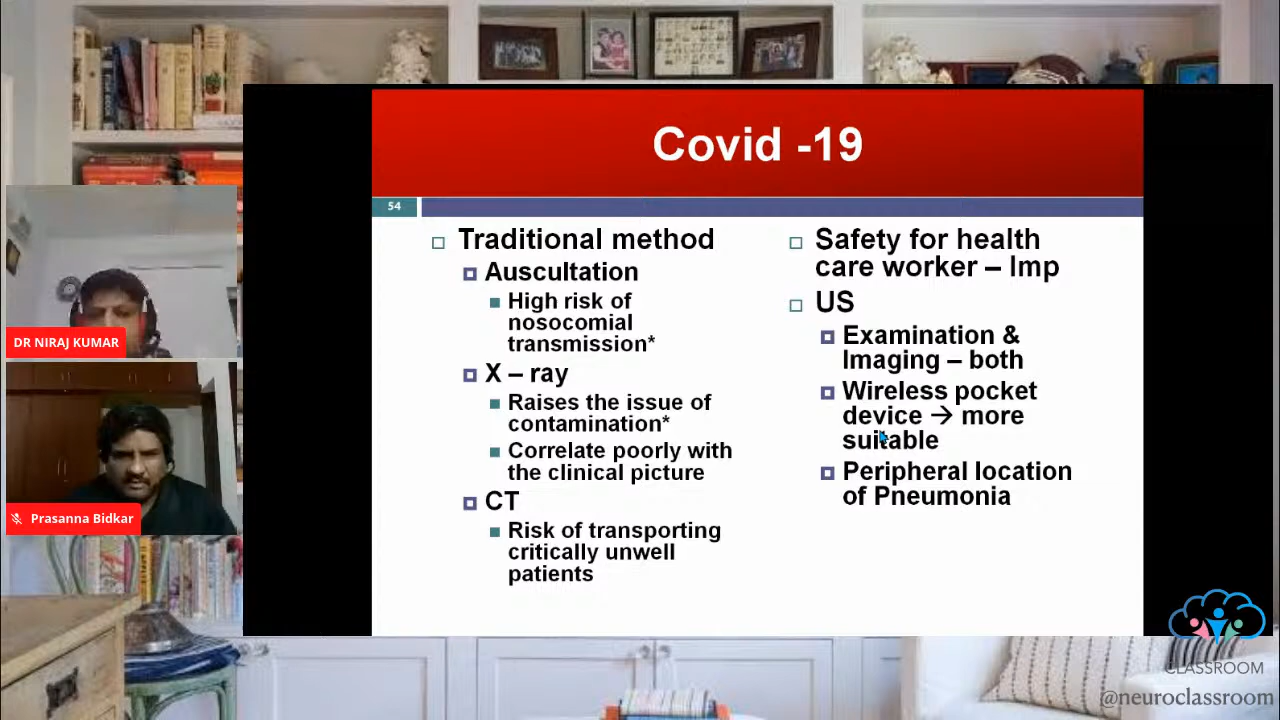 Covid -19
54
Traditional method
Auscultation
High risk of
nosocomial
transmission*
X – ray
Raises the issue of
contamination*
Correlate poorly with
the clinical picture
CT
Risk of transporting
critically unwell
patients
Safety for health
care worker – Imp
US
Examination &
Imaging – both
Wireless pocket
device → more
suitable
Peripheral location
of Pneumonia
DR NIRAJ KUMAR
Prasanna Bidkar
CLASSROOM
@neuroclassroom